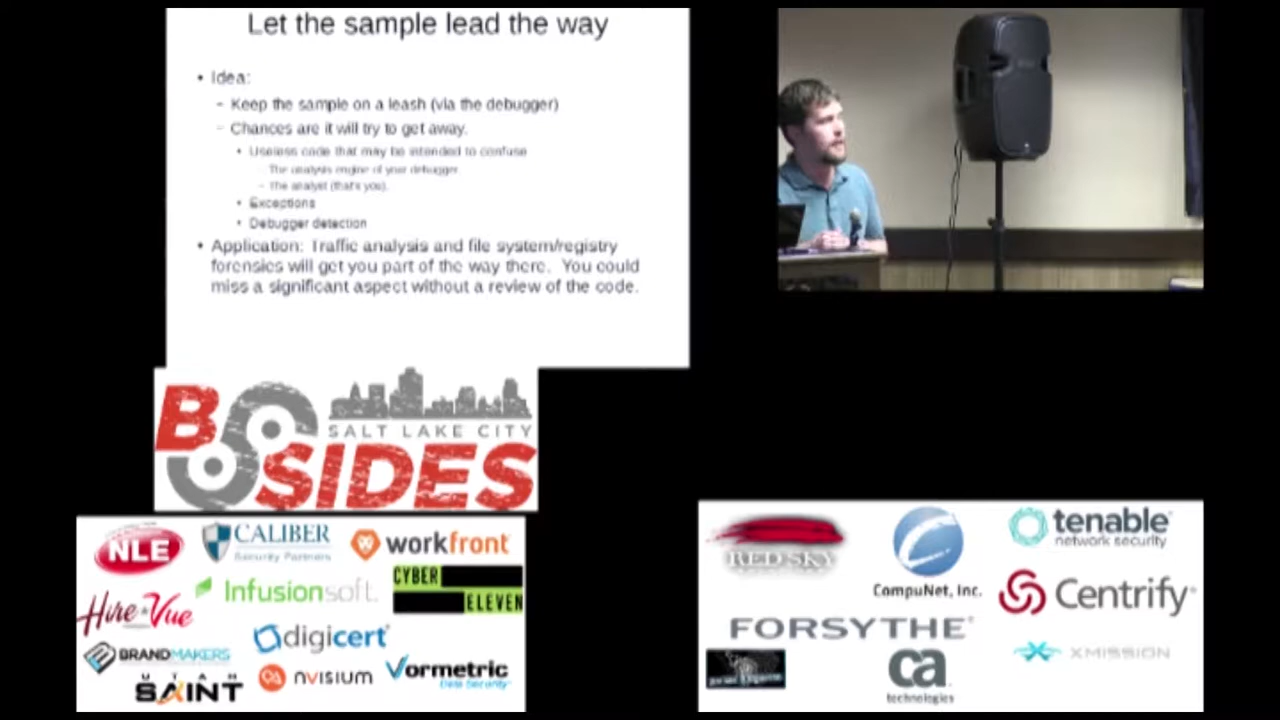 Let the sample lead the way
• Idea:
– Keep the sample on a leash (via the debugger)
– Chances are it will try to get away.
• Useless code that may be intended to confuse
The analysis engine of your debugger.
– The analyst (that's you).
• Exceptions
• Debugger detection
• Application: Traffic analysis and file system/registry
forensics will get you part of the way there. You could
miss a significant aspect without a review of the code.
BSIDES
SALT LAKE CITY
NLE
CALIBER
Security Partners
workfront
Infusionsoft.
CYBER
ELEVEN
Hire Vue
digicert®
BRANDMAKERS
UTAH
SAINT
nvisium
Vormetric
Data Security
RED SKY
CompuNet, Inc.
tenable
network security®
Centrify®
FORSYTHE®
ca
technologies
XMISSION